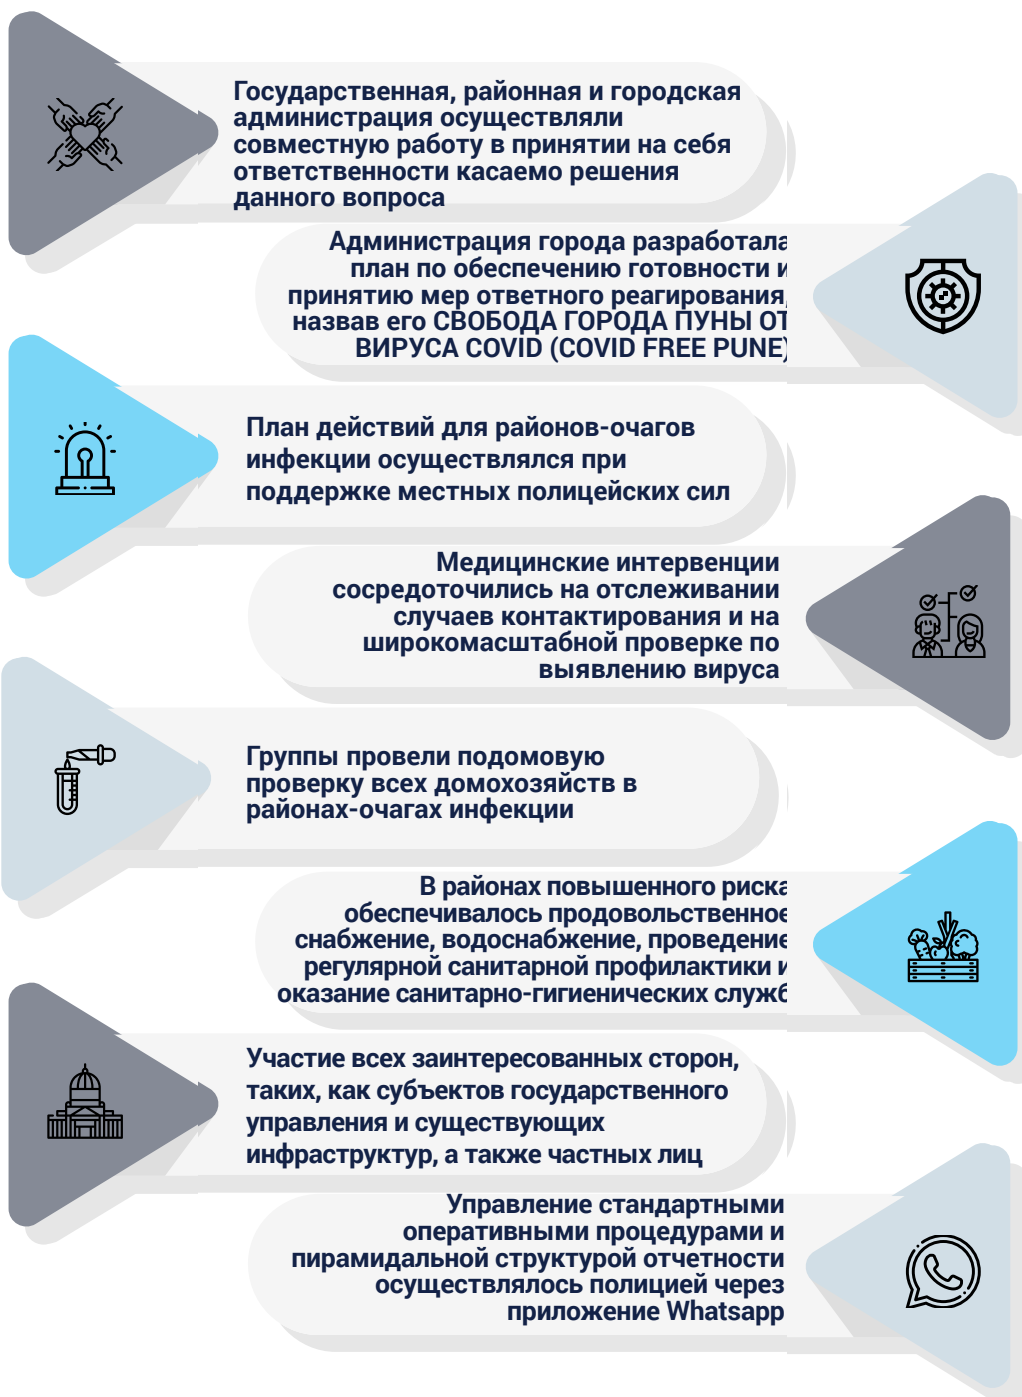 Государственная, районная и городская
администрация осуществляли
совместную работу в принятии на себя
ответственности касаемо решения
данного вопроса
Администрация города разработала
план по обеспечению готовности и
принятию мер ответного реагирования,
назвав его СВОБОДА ГОРОДА ПУНЫ ОТ
ВИРУСА COVID (COVID FREE PUNE)
План действий для районов-очагов
инфекции осуществлялся при
поддержке местных полицейских сил
Медицинские интервенции
сосредоточились на отслеживании
случаев контактирования и на
широкомасштабной проверке по
выявлению вируса
Группы провели подомовую
проверку всех домохозяйств в
районах-очагах инфекции
В районах повышенного риска
обеспечивалось продовольственное
снабжение, водоснабжение, проведение
регулярной санитарной профилактики и
оказание санитарно-гигиенических служб
Участие всех заинтересованных сторон,
таких, как субъектов государственного
управления и существующих
инфраструктур, а также частных лиц
Управление стандартными
оперативными процедурами и
пирамидальной структурой отчетности
осуществлялось полицией через
приложение Whatsapp